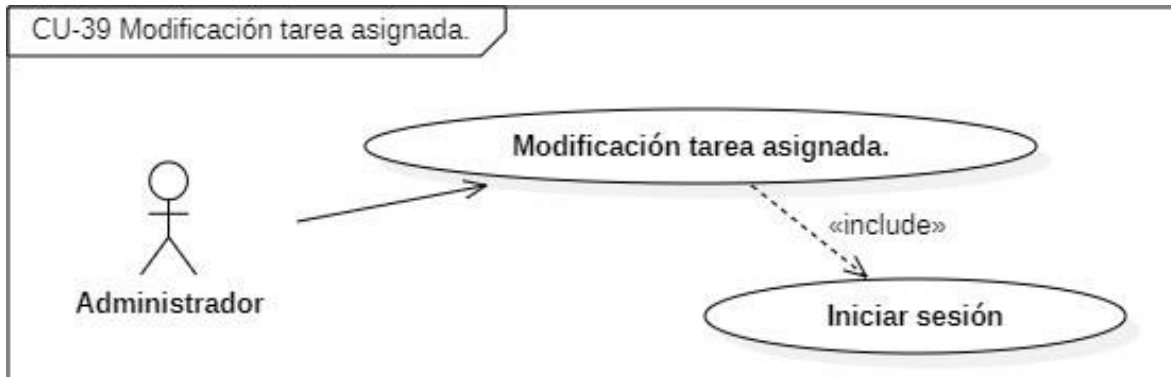 CU-39 Modificación tarea asignada.
Modificación tarea asignada.
«include»
Administrador
Iniciar sesión